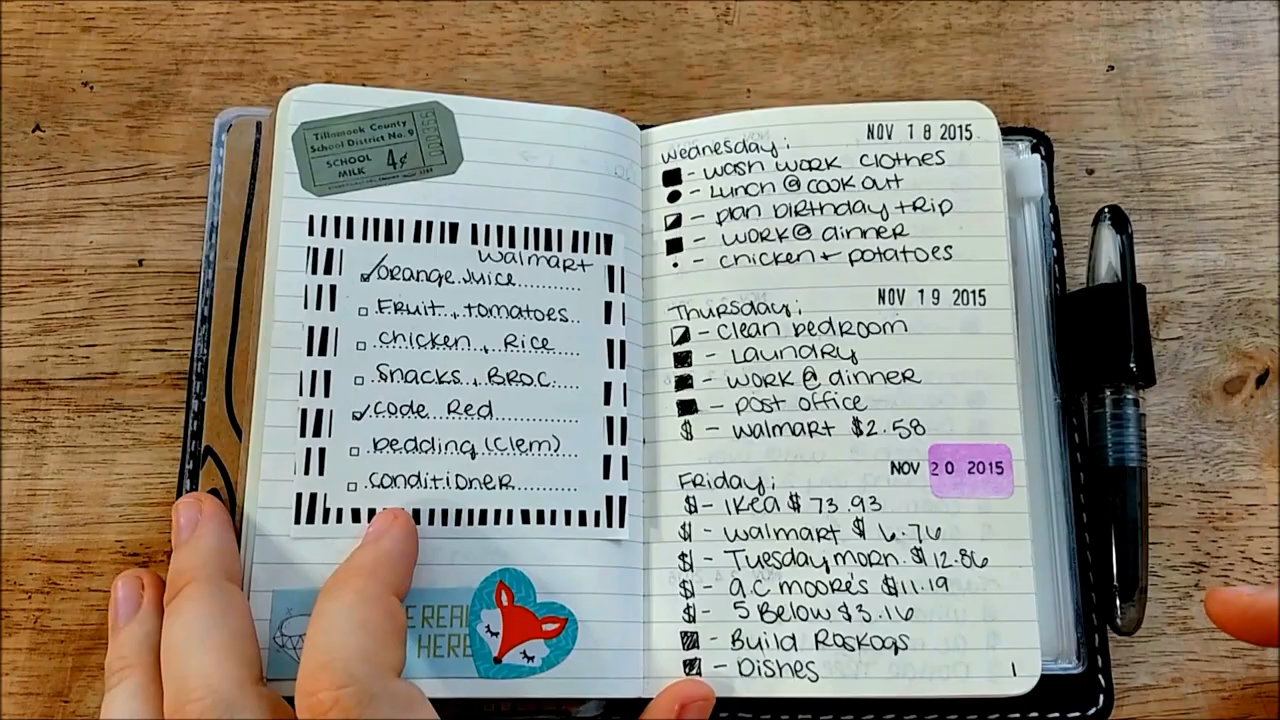 Tillamook County
School District No. 9
SCHOOL
MILK
4¢
Walmart
orange juice
Fruit + tomatoes
chicken + Rice
Snacks + BROC.
code Red
bedding (Clem)
conditioner
E REAL
HERE
NOV 18 2015
Wednesday:
- wash work clothes
- Lunch @ cook out
- plan birthday trip
- work @ dinner
- chicken + potatoes
NOV 19 2015
Thursday:
- clean bedroom
- Laundry
- work @ dinner
- post office
$ - walmart $2.58
NOV 20 2015
Friday:
$ - Ikea $73.93
$ - walmart $6.76
$ - Tuesday morn. $12.86
$ - a.c moore's $11.19
$ - 5 Below $3.16
- Build Raskogs
- Dishes
1